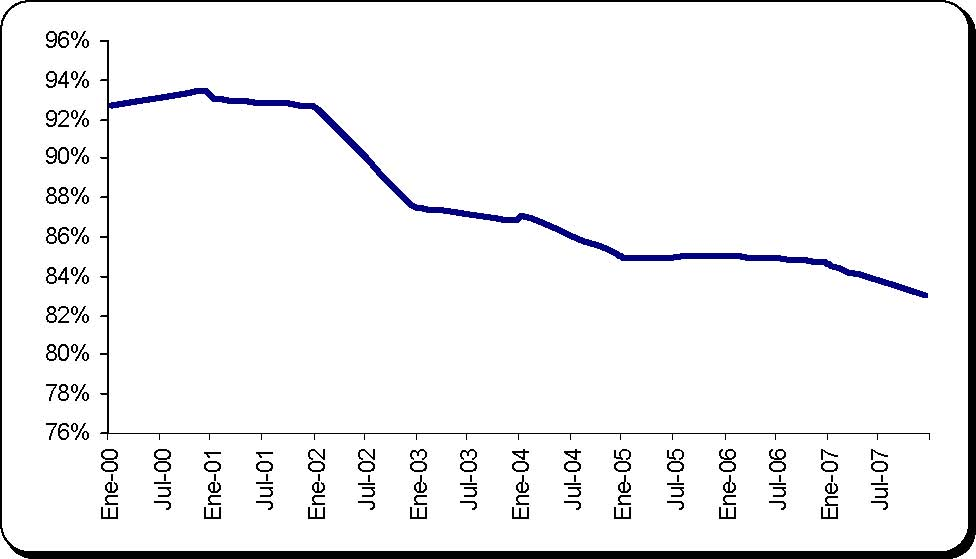 96%
94%
92%
90%
88%
86%
84%
82%
80%
78%
76%
Ene-00
Jul-00
Ene-01
Jul-01
Ene-02
Jul-02
Ene-03
Jul-03
Ene-04
Jul-04
Ene-05
Jul-05
Ene-06
Jul-06
Ene-07
Jul-07